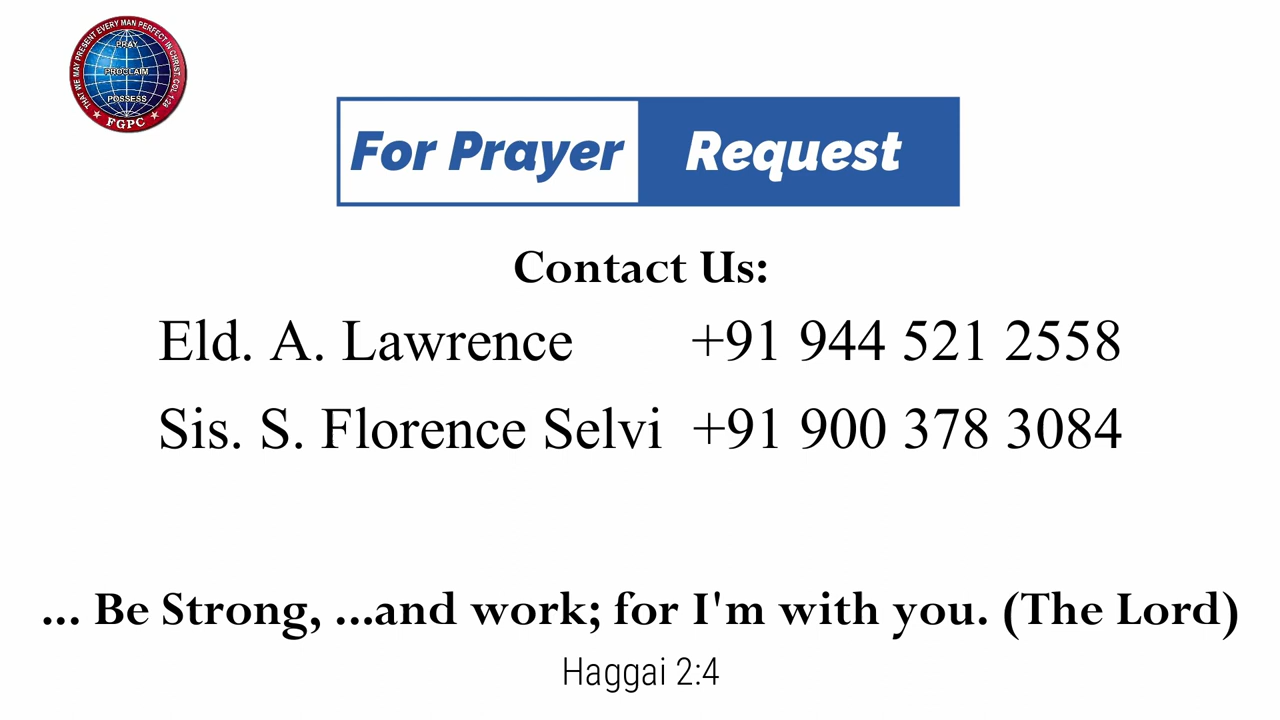 THAT WE MAY PRESENT EVERY MAN PERFECT IN CHRIST. COL 1:28
PRAY
PROCLAIM
POSSESS
★ FGPC ★
For Prayer Request
Contact Us:
Eld. A. Lawrence +91 944 521 2558
Sis. S. Florence Selvi +91 900 378 3084
... Be Strong, ...and work; for I'm with you. (The Lord)
Haggai 2:4